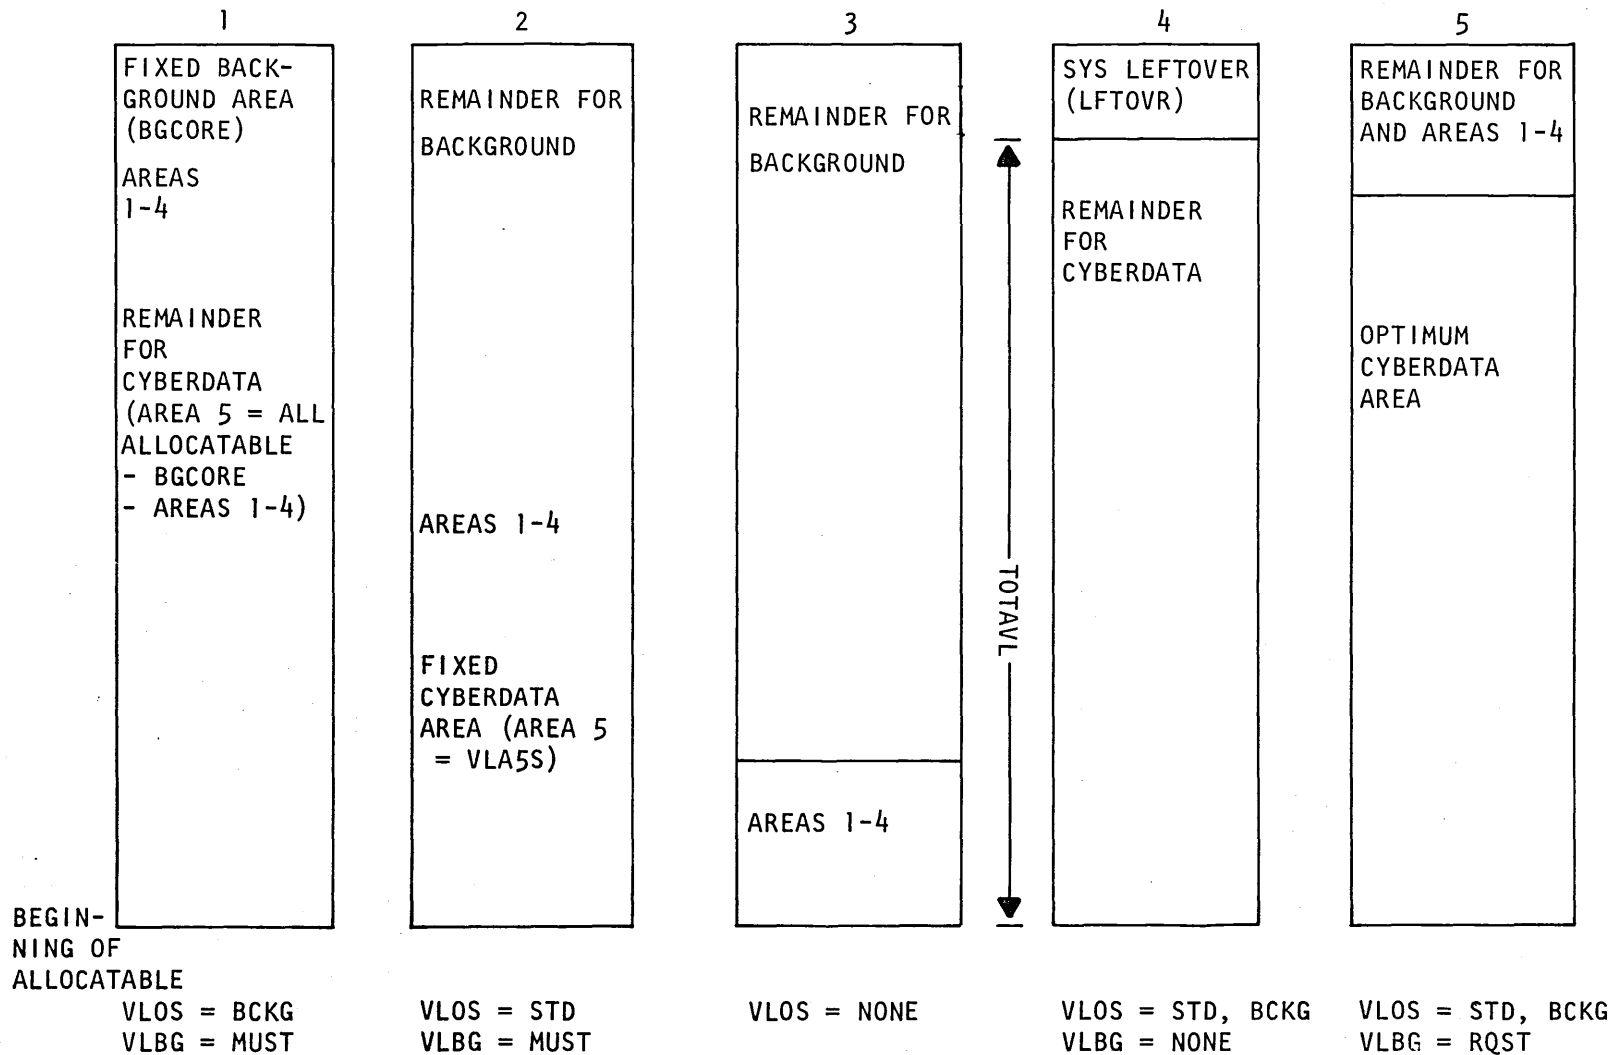 1
FIXED BACK-
GROUND AREA
(BGCORE)
AREAS
1-4
REMAINDER
FOR
CYBERDATA
(AREA 5 = ALL
ALLOCATABLE
- BGCORE
- AREAS 1-4)
BEGIN-
NING OF
ALLOCATABLE
VLOS = BCKG
VLBG = MUST
2
REMAINDER FOR
BACKGROUND
AREAS 1-4
FIXED
CYBERDATA
AREA (AREA 5
= VLA5S)
VLOS = STD
VLBG = MUST
3
REMAINDER FOR
BACKGROUND
AREAS 1-4
VLOS = NONE
TOTAVL
4
SYS LEFTOVER
(LFTOVR)
REMAINDER
FOR
CYBERDATA
VLOS = STD, BCKG
VLBG = NONE
5
REMAINDER FOR
BACKGROUND
AND AREAS 1-4
OPTIMUM
CYBERDATA
AREA
VLOS = STD, BCKG
VLBG = RQST